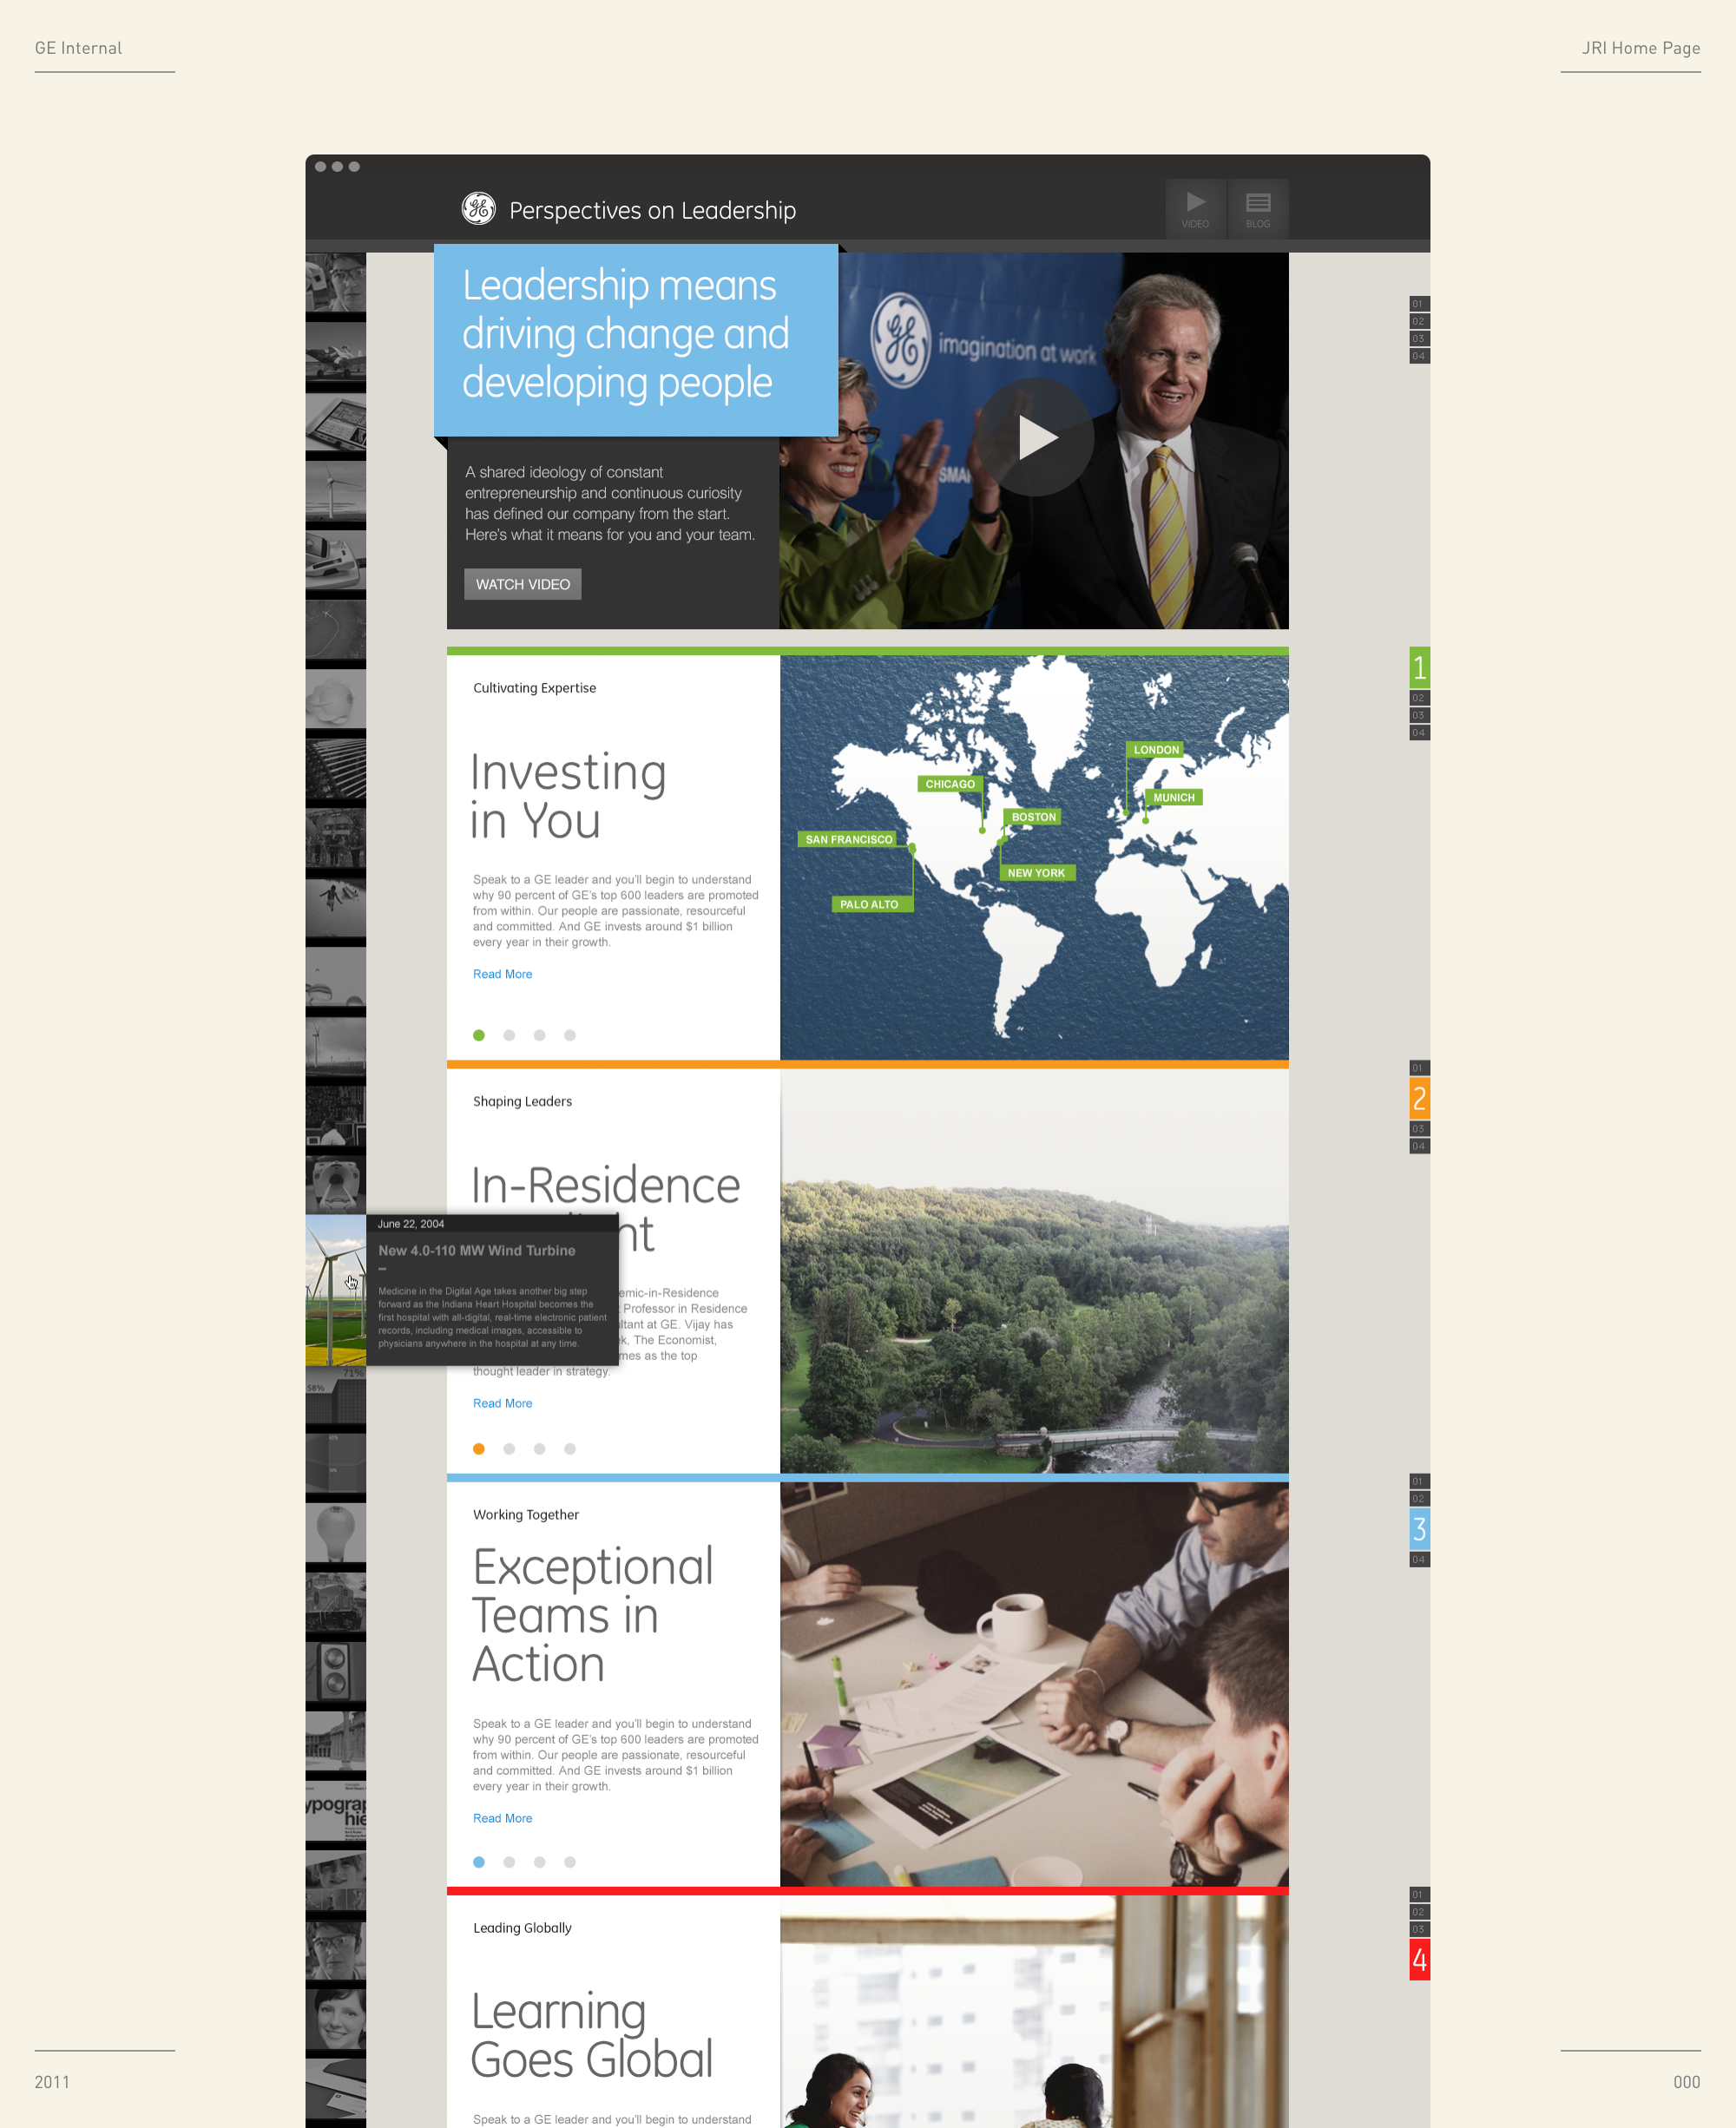 GE Internal
JRI Home Page
Perspectives on Leadership
VIDEO
BLOG
Leadership means
driving change and
developing people
imagination at work
SMA
A shared ideology of constant
entrepreneurship and continuous curiosity
has defined our company from the start.
Here's what it means for you and your team.
WATCH VIDEO
01
02
03
04
Cultivating Expertise
Investing
in You
Speak to a GE leader and you'll begin to understand
why 90 percent of GE's top 600 leaders are promoted
from within. Our people are passionate, resourceful
and committed. And GE invests around $1 billion
every year in their growth.
Read More
LONDON
CHICAGO
MUNICH
BOSTON
SAN FRANCISCO
NEW YORK
PALO ALTO
1
02
03
04
Shaping Leaders
In-Residence
nt
emic-in-Residence
Professor in Residence
ltant at GE. Vijay has
k, The Economist,
mes as the top
thought leader in strategy.
Read More
June 22, 2004
New 4.0-110 MW Wind Turbine
–
Medicine in the Digital Age takes another big step
forward as the Indiana Heart Hospital becomes the
first hospital with all-digital, real-time electronic patient
records, including medical images, accessible to
physicians anywhere in the hospital at any time.
71%
58%
01
2
03
04
Working Together
Exceptional
Teams in
Action
Speak to a GE leader and you'll begin to understand
why 90 percent of GE's top 600 leaders are promoted
from within. Our people are passionate, resourceful
and committed. And GE invests around $1 billion
every year in their growth.
Read More
01
02
3
04
ypogra
hie
Leading Globally
Learning
Goes Global
Speak to a GE leader and you'll begin to understand
01
02
03
4
2011
000